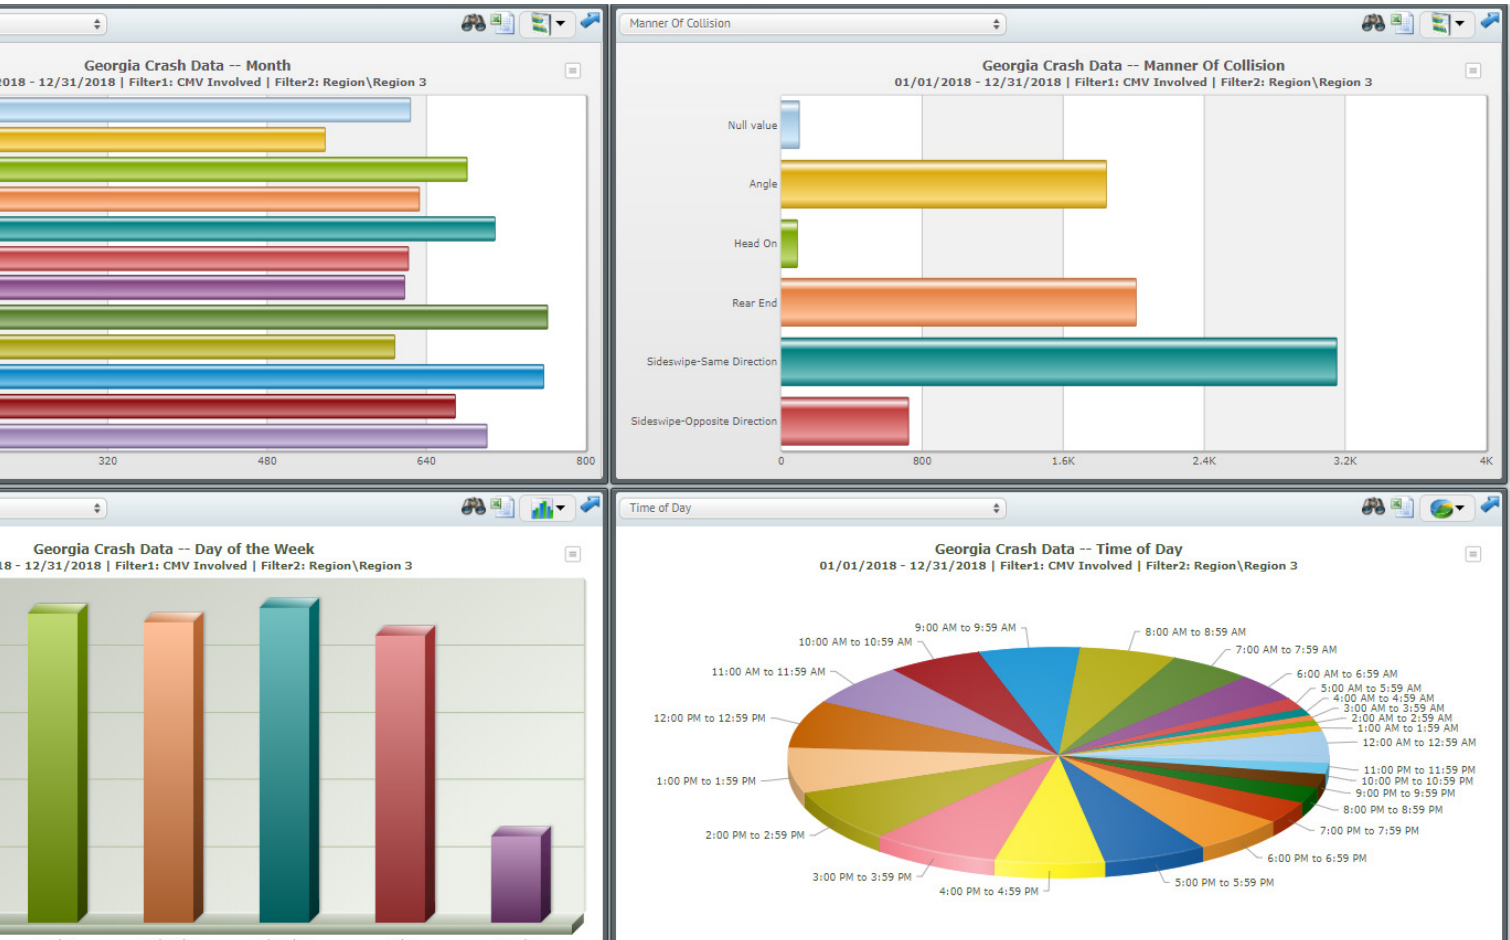 Manner Of Collision
Georgia Crash Data -- Month
018 - 12/31/2018 | Filter1: CMV Involved | Filter2: Region\Region 3
320
480
640
800
Georgia Crash Data -- Manner Of Collision
01/01/2018 - 12/31/2018 | Filter1: CMV Involved | Filter2: Region\Region 3
Null value
Angle
Head On
Rear End
Sideswipe-Same Direction
Sideswipe-Opposite Direction
0
800
1.6K
2.4K
3.2K
4K
Georgia Crash Data -- Day of the Week
18 - 12/31/2018 | Filter1: CMV Involved | Filter2: Region\Region 3
Time of Day
Georgia Crash Data -- Time of Day
01/01/2018 - 12/31/2018 | Filter1: CMV Involved | Filter2: Region\Region 3
9:00 AM to 9:59 AM
8:00 AM to 8:59 AM
10:00 AM to 10:59 AM
7:00 AM to 7:59 AM
11:00 AM to 11:59 AM
6:00 AM to 6:59 AM
5:00 AM to 5:59 AM
4:00 AM to 4:59 AM
3:00 AM to 3:59 AM
12:00 PM to 12:59 PM
2:00 AM to 2:59 AM
1:00 AM to 1:59 AM
12:00 AM to 12:59 AM
1:00 PM to 1:59 PM
11:00 PM to 11:59 PM
10:00 PM to 10:59 PM
9:00 PM to 9:59 PM
8:00 PM to 8:59 PM
2:00 PM to 2:59 PM
7:00 PM to 7:59 PM
6:00 PM to 6:59 PM
3:00 PM to 3:59 PM
5:00 PM to 5:59 PM
4:00 PM to 4:59 PM